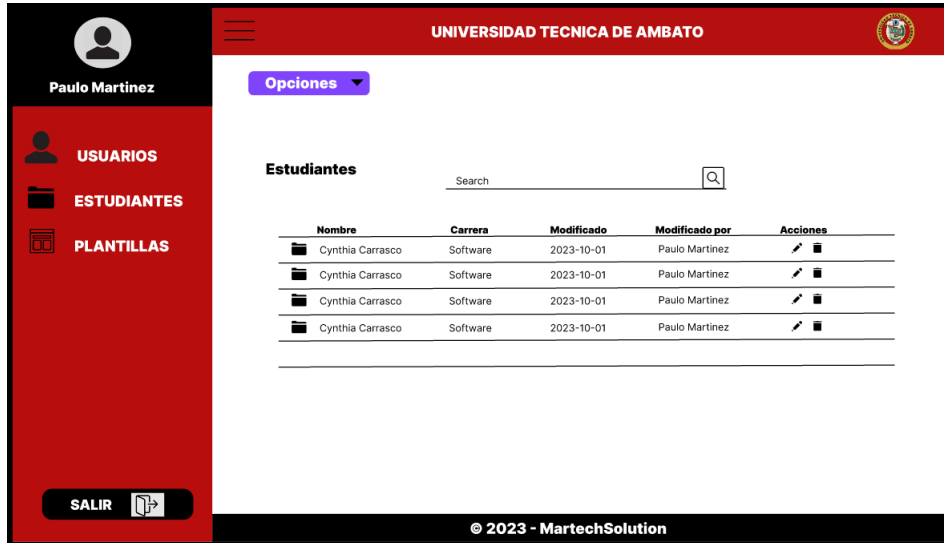 UNIVERSIDAD TECNICA DE AMBATO
Paulo Martinez
Opciones
USUARIOS
ESTUDIANTES
PLANTILLAS
Estudiantes
Search
Nombre Carrera Modificado Modificado por Acciones
Cynthia Carrasco Software 2023-10-01 Paulo Martinez
Cynthia Carrasco Software 2023-10-01 Paulo Martinez
Cynthia Carrasco Software 2023-10-01 Paulo Martinez
Cynthia Carrasco Software 2023-10-01 Paulo Martinez
SALIR
© 2023 - MartechSolution